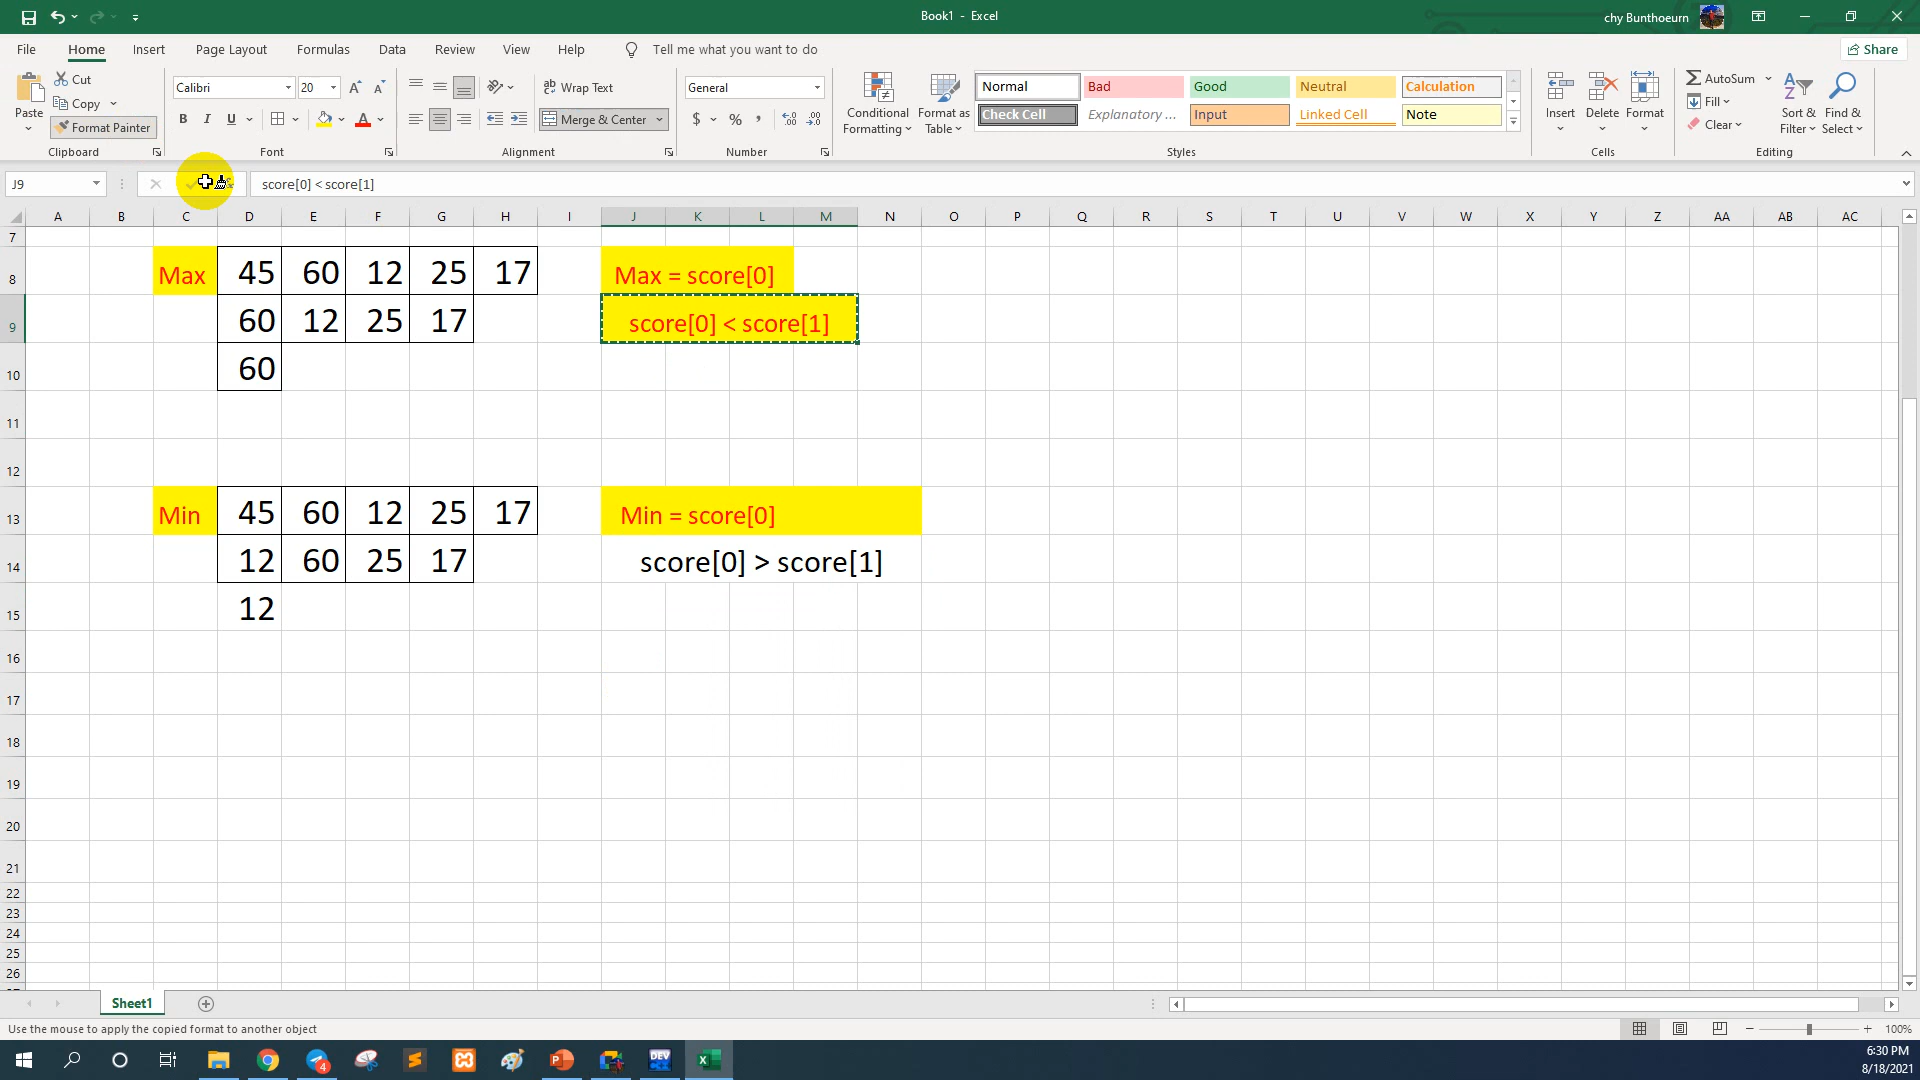 Book1 - Excel
chy Bunthoeurn
File Home Insert Page Layout Formulas Data Review View Help Tell me what you want to do Share
Paste Cut Copy Format Painter Clipboard
Calibri 20 A A B I U A Font
Wrap Text Merge & Center Alignment
General $ % , .00 Number
Conditional Formatting Format as Table
Normal Bad Good Neutral Calculation
Check Cell Explanatory ... Input Linked Cell Note
Styles
Insert Delete Format Cells
AutoSum Fill Clear Sort & Filter Find & Select Editing
J9 score[0] < score[1]
A B C D E F G H I J K L M N O P Q R S T U V W X Y Z AA AB AC
7
8 Max 45 60 12 25 17 Max = score[0]
9 60 12 25 17 score[0] < score[1]
10 60
11
12
13 Min 45 60 12 25 17 Min = score[0]
14 12 60 25 17 score[0] > score[1]
15 12
16
17
18
19
20
21
22
23
24
25
26
Sheet1
Use the mouse to apply the copied format to another object
100%
4 DEV
6:30 PM
8/18/2021